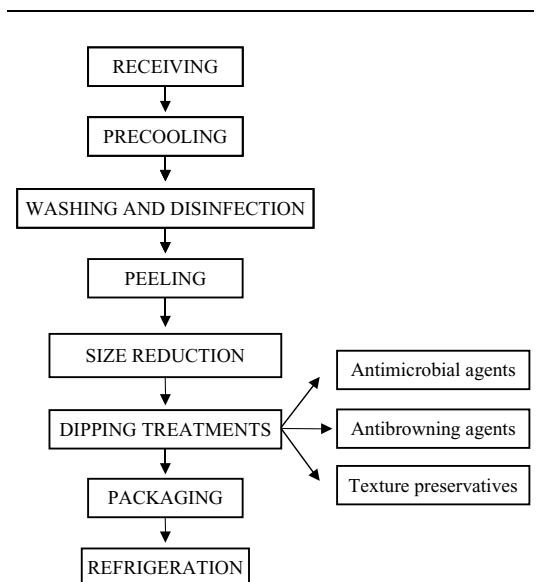 RECEIVING
PRECOOLING
WASHING AND DISINFECTION
PEELING
SIZE REDUCTION
DIPPING TREATMENTS
Antimicrobial agents
Antibrowning agents
Texture preservatives
PACKAGING
REFRIGERATION